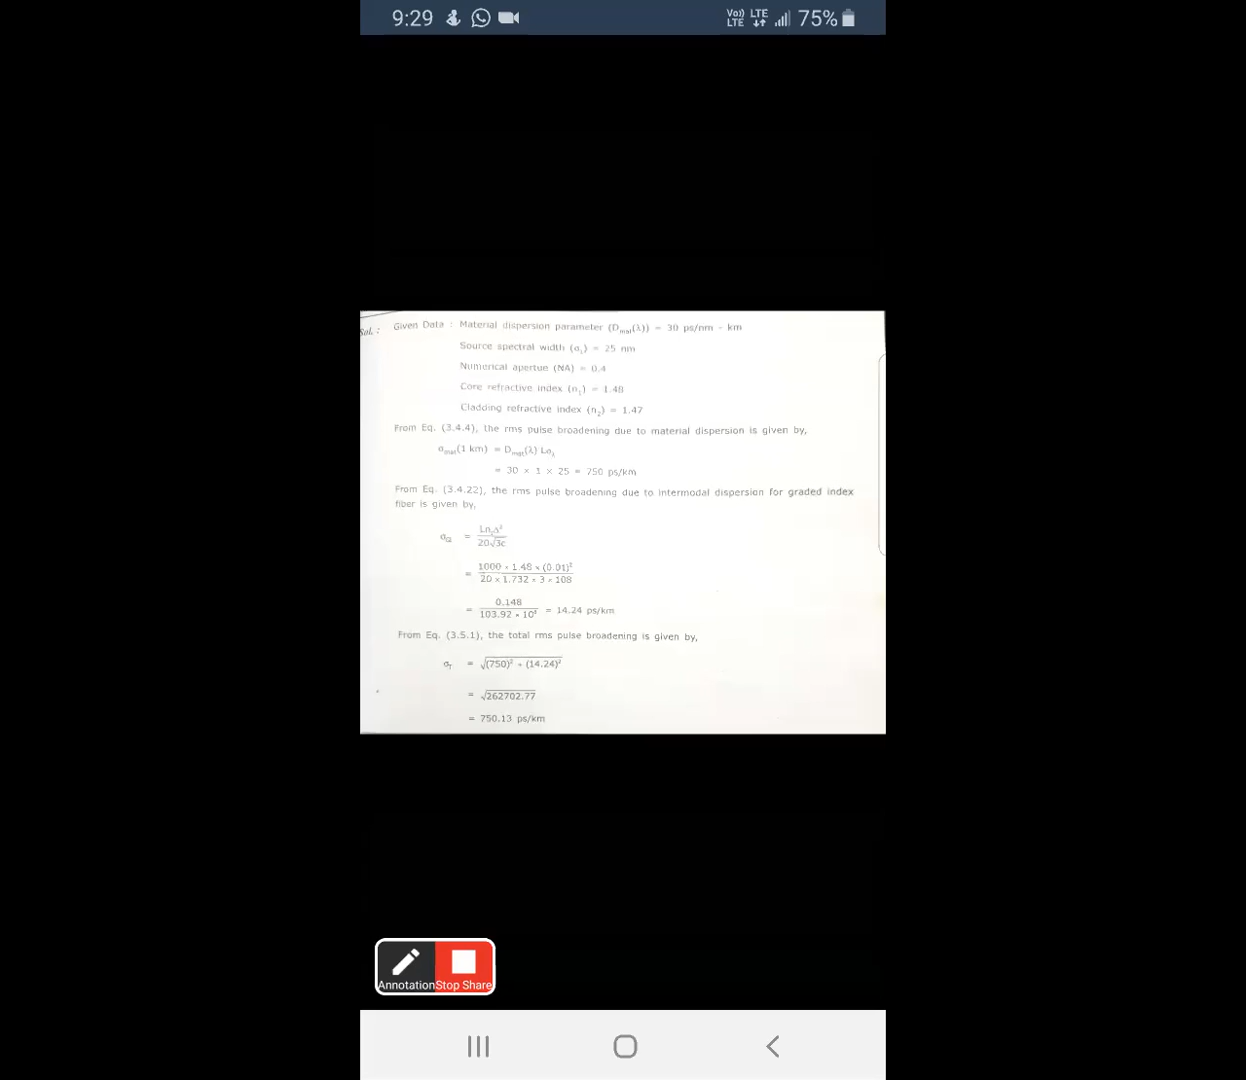 9:29 Vo)) LTE LTE 75%
Sol. : Given Data : Material dispersion parameter (Dmat(λ)) = 30 ps/nm - km
Source spectral width (σλ) = 25 nm
Numerical apertue (NA) = 0.4
Core refractive index (n1) = 1.48
Cladding refractive index (n2) = 1.47
From Eq. (3.4.4), the rms pulse broadening due to material dispersion is given by,
σmat(1 km) = Dmat(λ) Lσλ
= 30 × 1 × 25 = 750 ps/km
From Eq. (3.4.22), the rms pulse broadening due to intermodal dispersion for graded index
fiber is given by,
= Ln1Δ² / 20√3c
= 1000 × 1.48 × (0.01)² / 20 × 1.732 × 3 × 108
= 0.148 / 103.92 × 10⁸ = 14.24 ps/km
From Eq. (3.5.1), the total rms pulse broadening is given by,
σT = √(750)² + (14.24)²
= √262702.77
= 750.13 ps/km
Annotation Stop Share